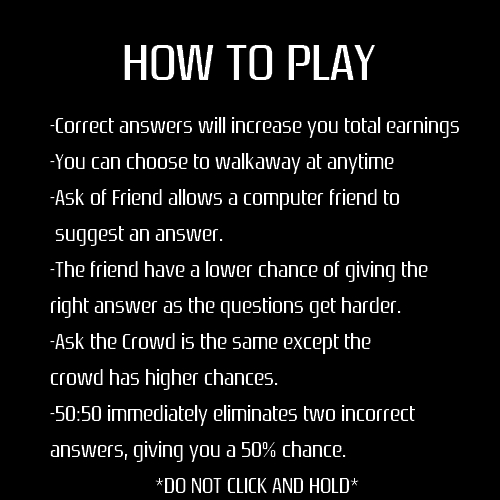 HOW TO PLAY
-Correct answers will increase you total earnings
-You can choose to walkaway at anytime
-Ask of Friend allows a computer friend to
suggest an answer.
-The friend have a lower chance of giving the
right answer as the questions get harder.
-Ask the Crowd is the same except the
crowd has higher chances.
-50:50 immediately eliminates two incorrect
answers, giving you a 50% chance.
*DO NOT CLICK AND HOLD*